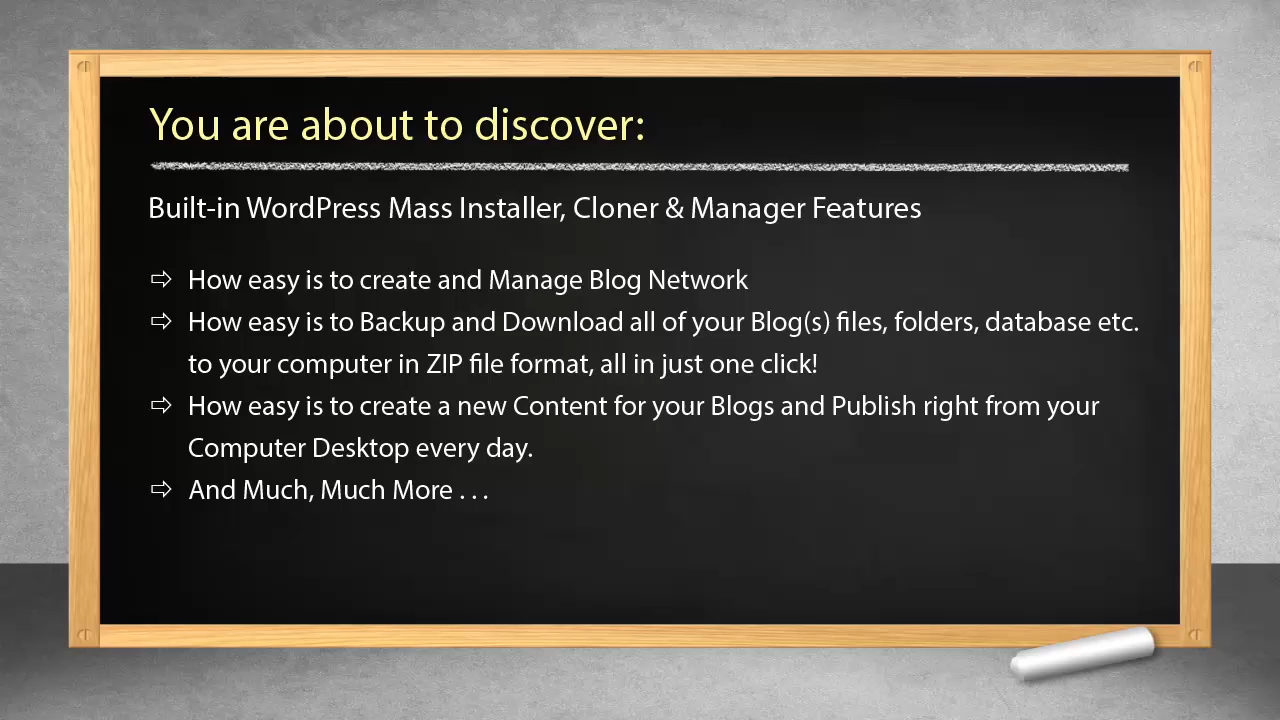 You are about to discover:
Built-in WordPress Mass Installer, Cloner & Manager Features
⇨ How easy is to create and Manage Blog Network
⇨ How easy is to Backup and Download all of your Blog(s) files, folders, database etc.
to your computer in ZIP file format, all in just one click!
⇨ How easy is to create a new Content for your Blogs and Publish right from your
Computer Desktop every day.
⇨ And Much, Much More . . .